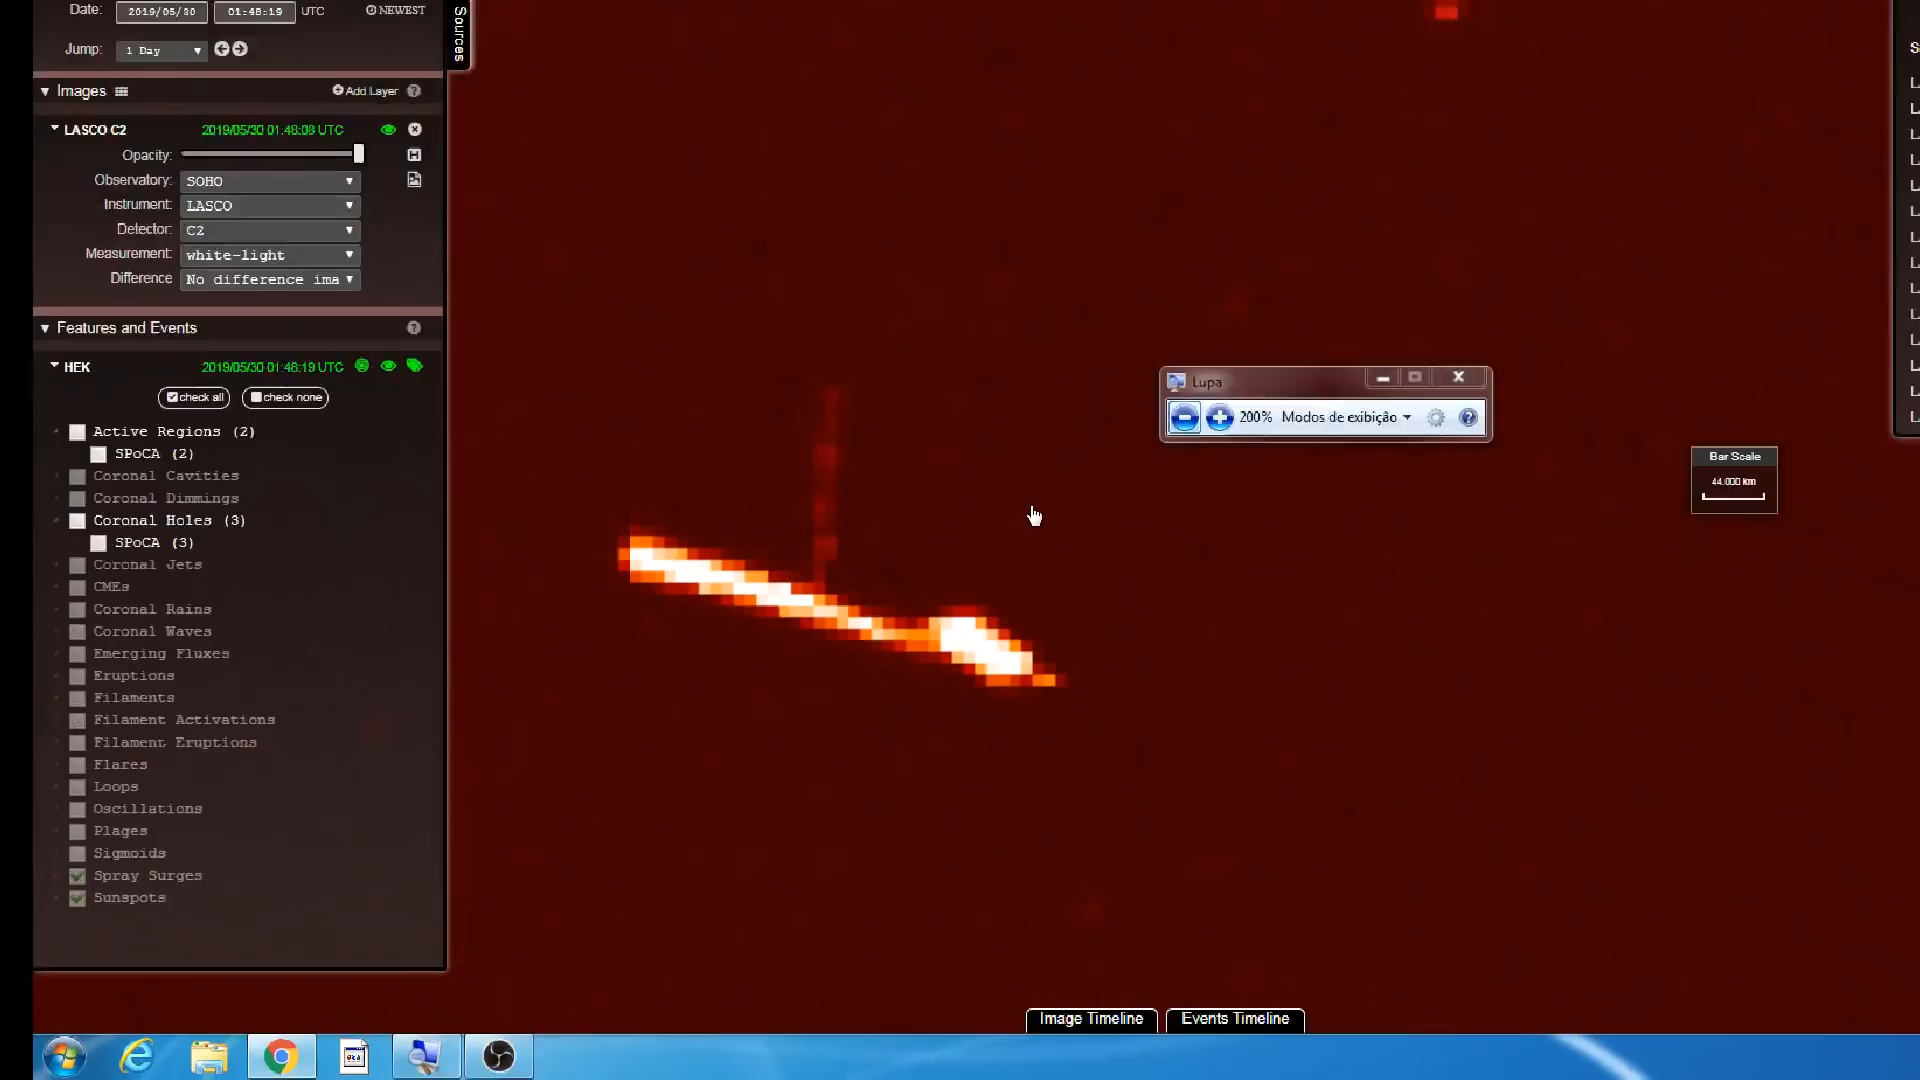 Date: 2019/05/30 01:48:19 UTC NEWEST
Sources
Jump: 1 Day
Images Add Layer ?
LASCO C2 2019/05/30 01:48:08 UTC
Opacity:
Observatory: SOHO
Instrument: LASCO
Detector: C2
Measurement: white-light
Difference No difference ima
Features and Events ?
HEK 2019/05/30 01:48:19 UTC
check all check none
Active Regions (2)
SPoCA (2)
Coronal Cavities
Coronal Dimmings
Coronal Holes (3)
SPoCA (3)
Coronal Jets
CMEs
Coronal Rains
Coronal Waves
Emerging Fluxes
Eruptions
Filaments
Filament Activations
Filament Eruptions
Flares
Loops
Oscillations
Plages
Sigmoids
Spray Surges
Sunspots
Lupa
200% Modos de exibição ?
Bar Scale
44.000 km
Image Timeline Events Timeline